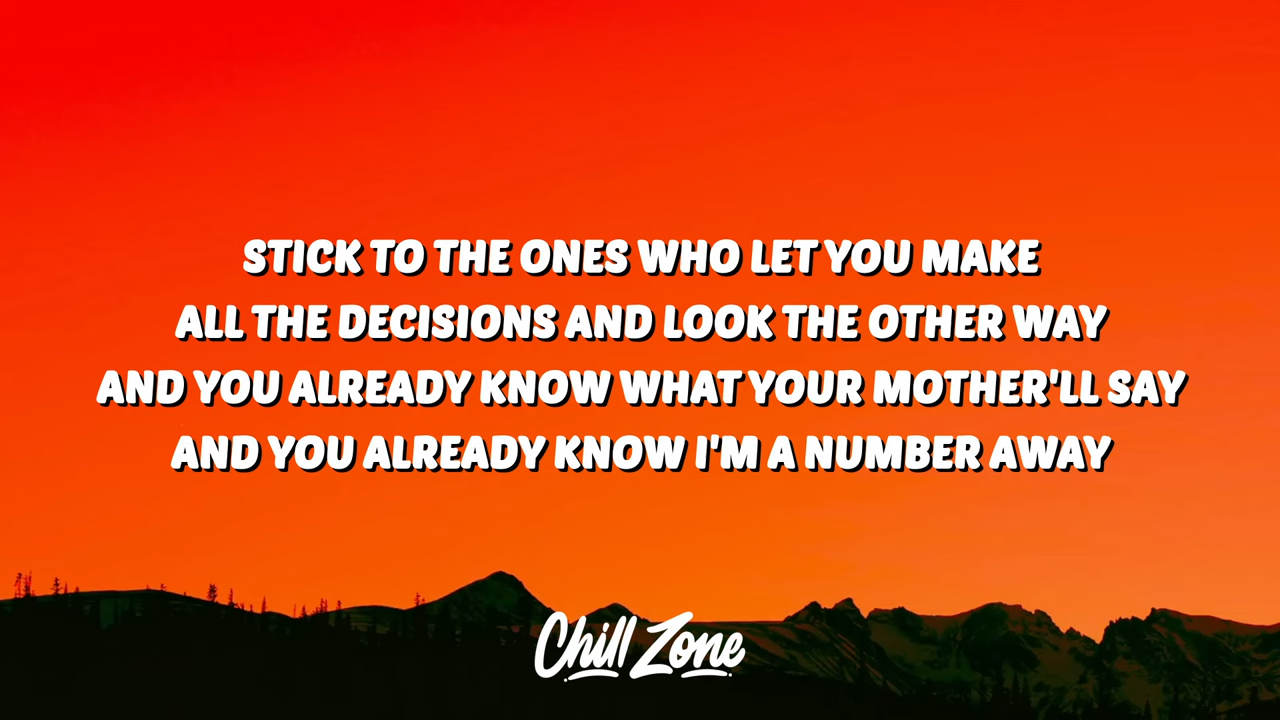 STICK TO THE ONES WHO LET YOU MAKE
ALL THE DECISIONS AND LOOK THE OTHER WAY
AND YOU ALREADY KNOW WHAT YOUR MOTHER'LL SAY
AND YOU ALREADY KNOW I'M A NUMBER AWAY
Chill Zone